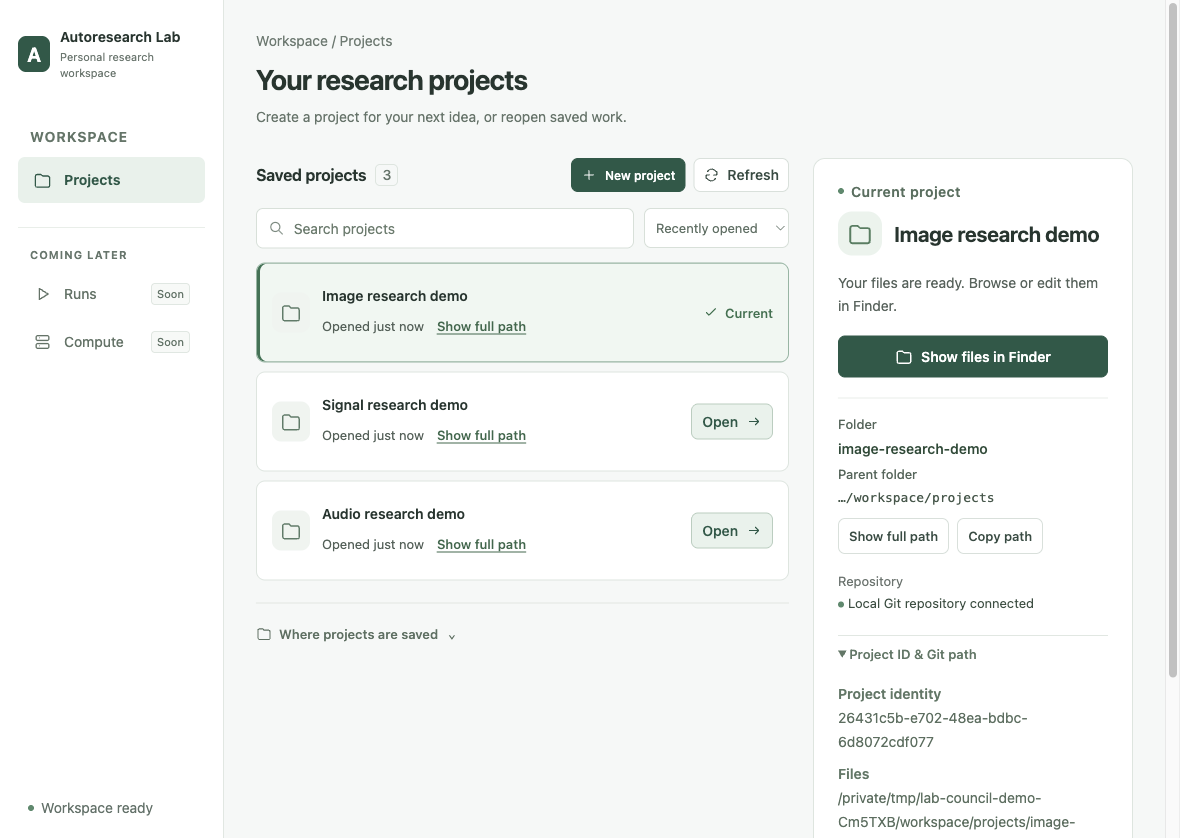 A
Autoresearch Lab
Personal research
workspace
WORKSPACE
Projects
COMING LATER
Runs
Soon
Compute
Soon
Workspace ready
Workspace / Projects
Your research projects
Create a project for your next idea, or reopen saved work.
Saved projects 3
New project
Refresh
Search projects
Recently opened
Image research demo
Opened just now Show full path
Current
Signal research demo
Opened just now Show full path
Open
Audio research demo
Opened just now Show full path
Open
Where projects are saved
Current project
Image research demo
Your files are ready. Browse or edit them
in Finder.
Show files in Finder
Folder
image-research-demo
Parent folder
…/workspace/projects
Show full path
Copy path
Repository
Local Git repository connected
Project ID & Git path
Project identity
26431c5b-e702-48ea-bdbc-
6d8072cdf077
Files
/private/tmp/lab-council-demo-
Cm5TXB/workspace/projects/image-